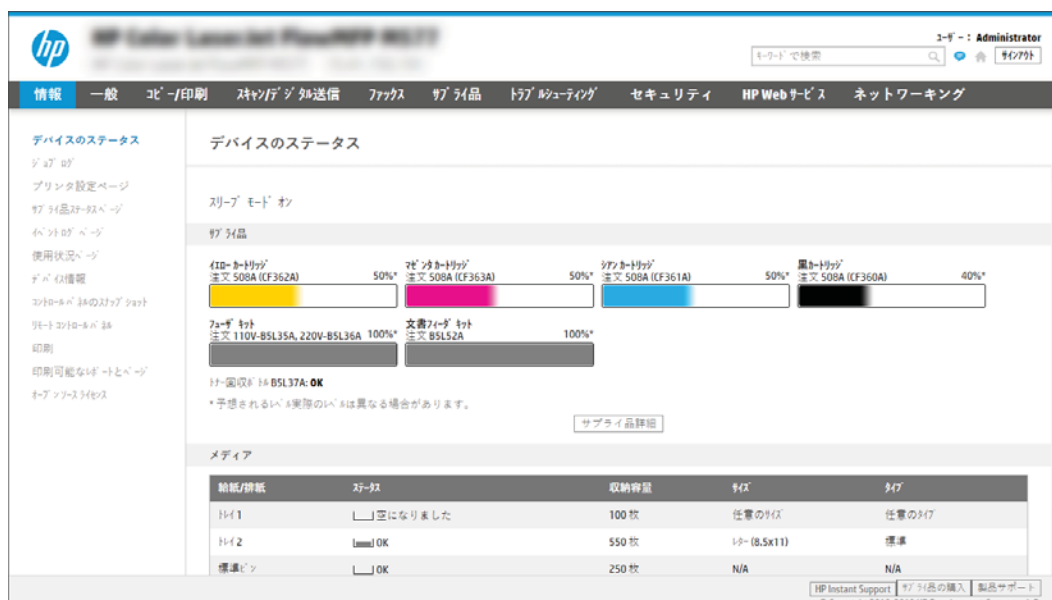 hp
HP Color LaserJet FlowMFP M577
ユーザー : Administrator
キーワードで検索
サインアウト
情報 一般 コピー/印刷 スキャン/デジタル送信 ファックス サプライ品 トラブルシューティング セキュリティ HP Web サービス ネットワーキング
デバイスのステータス
ジョブ ログ
プリンタ設定ページ
サプライ品ステータス ページ
イベント ログ ページ
使用状況ページ
デバイス情報
コントロール パネルのスナップ ショット
リモート コントロール パネル
印刷
印刷可能なレポートとページ
オープン ソース ライセンス
デバイスのステータス
スリープ モード オン
サプライ品
イエロー カートリッジ
注文 508A (CF362A) 50%*
マゼンタ カートリッジ
注文 508A (CF363A) 50%*
シアン カートリッジ
注文 508A (CF361A) 50%*
黒カートリッジ
注文 508A (CF360A) 40%*
フューザ キット
注文 110V-B5L35A, 220V-B5L36A 100%*
文書フィーダ キット
注文 B5L52A 100%*
トナー回収ボトル B5L37A: OK
*予想されるレベル実際のレベルは異なる場合があります。
サプライ品詳細
メディア
給紙/排紙 ステータス 収納容量 サイズ タイプ
トレイ 1 空になりました 100 枚 任意のサイズ 任意のタイプ
トレイ 2 OK 550 枚 レター (8.5x11) 標準
標準ビン OK 250 枚 N/A N/A
HP Instant Support サプライ品の購入 製品サポート